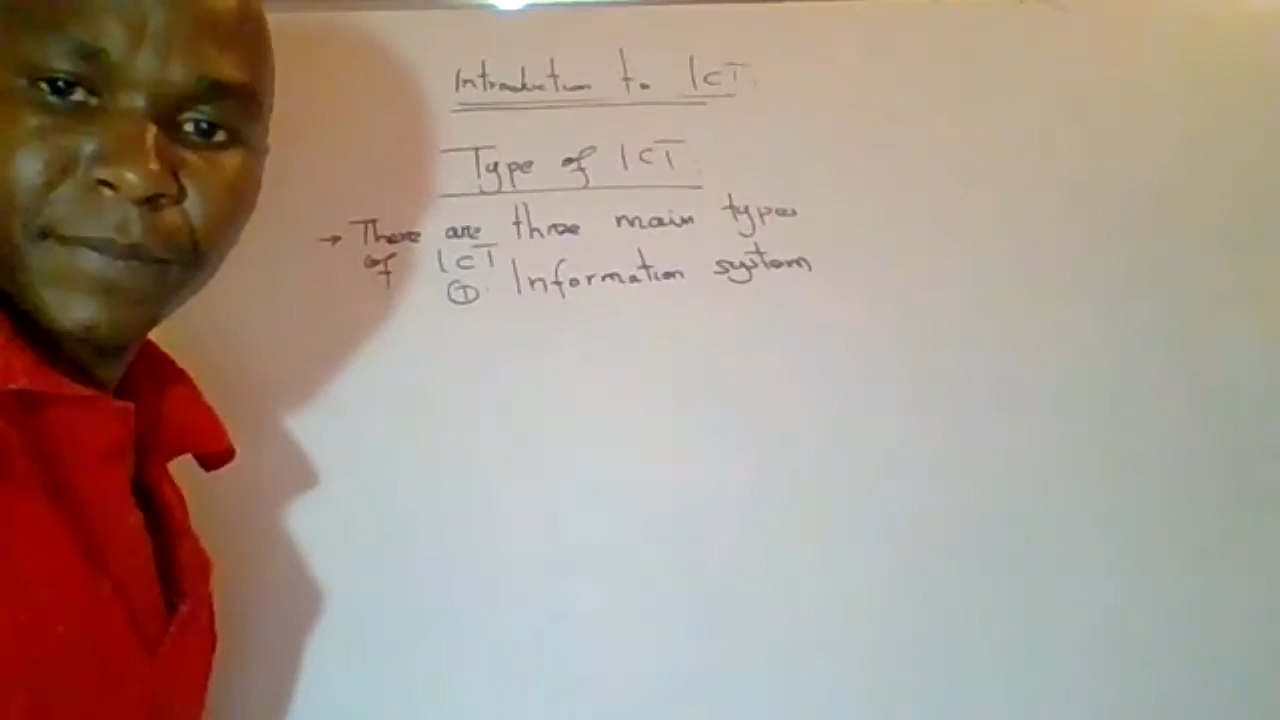 Introduction to ICT
Type of ICT
→ There are three main types
of ICT
① Information system